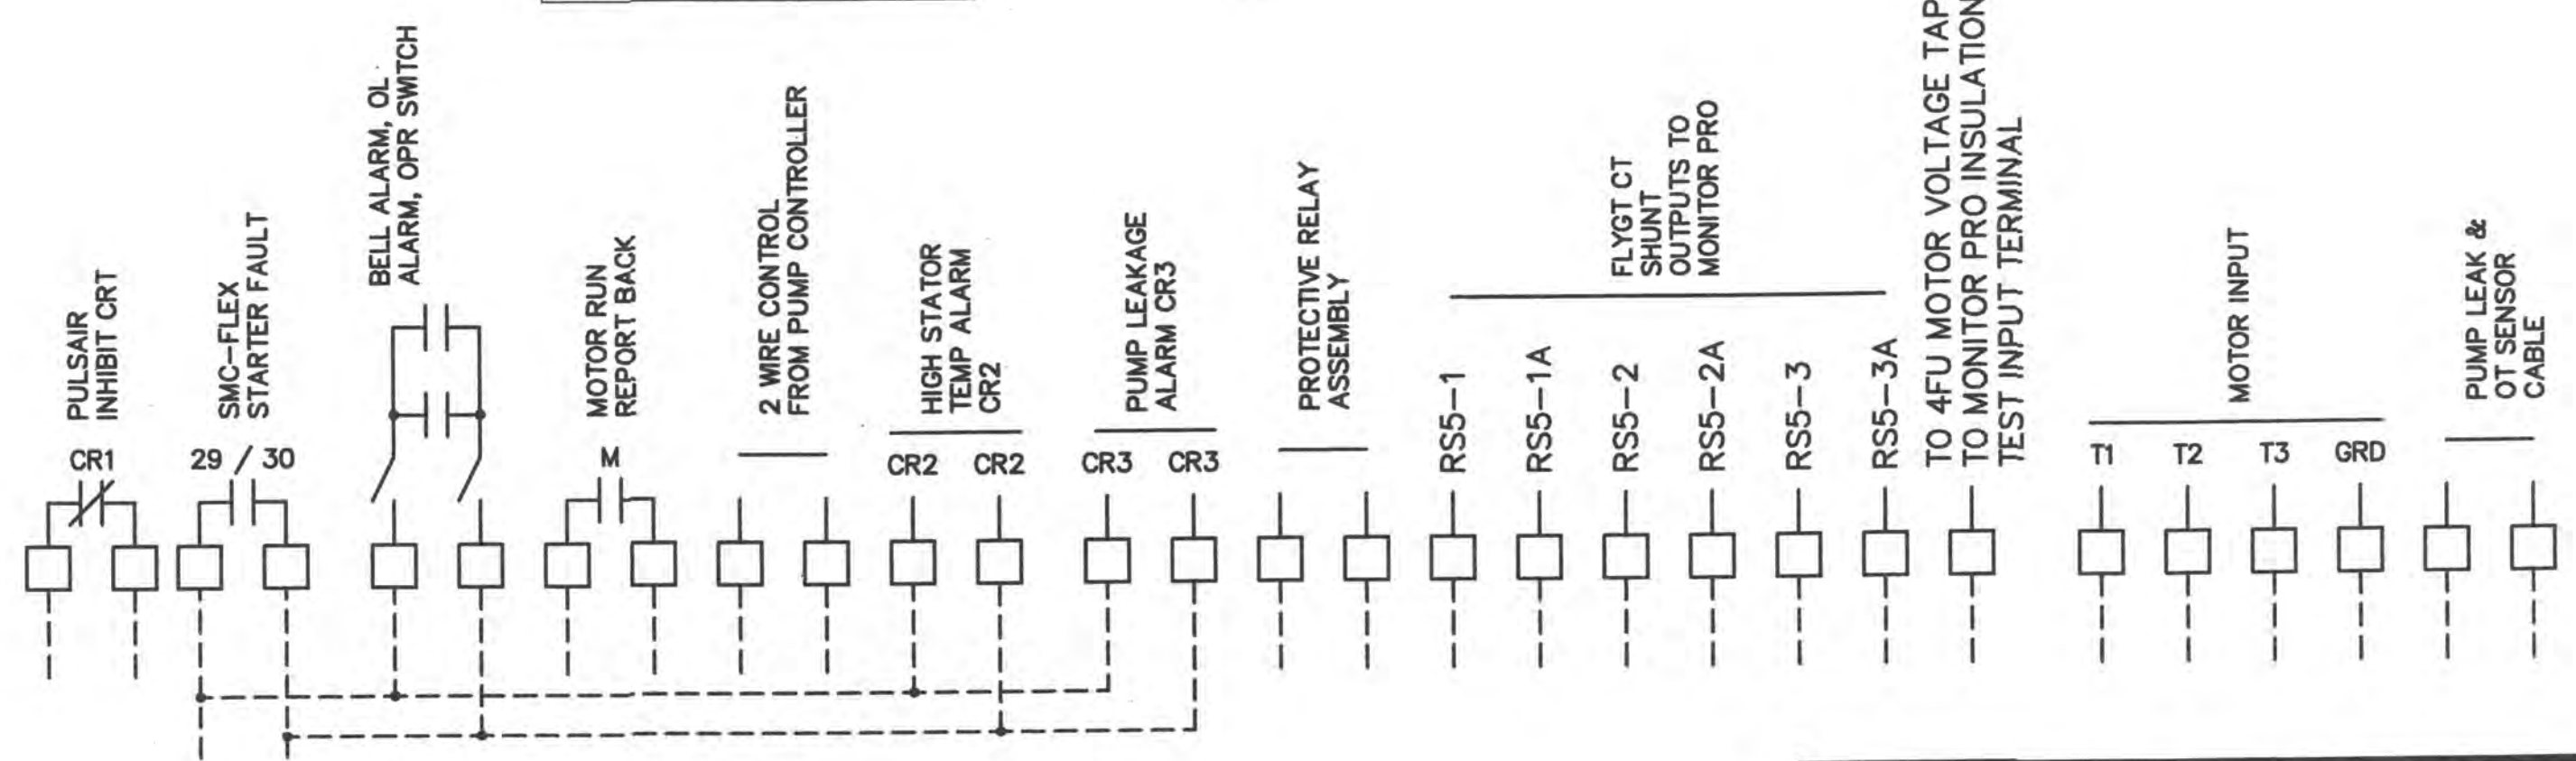 PULSAIR
INHIBIT CRT
CR1
SMC-FLEX
STARTER FAULT
29 / 30
BELL ALARM, OL
ALARM, OPR SWITCH
MOTOR RUN
REPORT BACK
M
2 WIRE CONTROL
FROM PUMP CONTROLLER
HIGH STATOR
TEMP ALARM
CR2
CR2 CR2
PUMP LEAKAGE
ALARM CR3
CR3 CR3
PROTECTIVE RELAY
ASSEMBLY
FLYGT CT
SHUNT
OUTPUTS TO
MONITOR PRO
RS5-1
RS5-1A
RS5-2
RS5-2A
RS5-3
RS5-3A
TO 4FU MOTOR VOLTAGE TAP
TO MONITOR PRO INSULATION
TEST INPUT TERMINAL
MOTOR INPUT
T1 T2 T3 GRD
PUMP LEAK &
OT SENSOR
CABLE